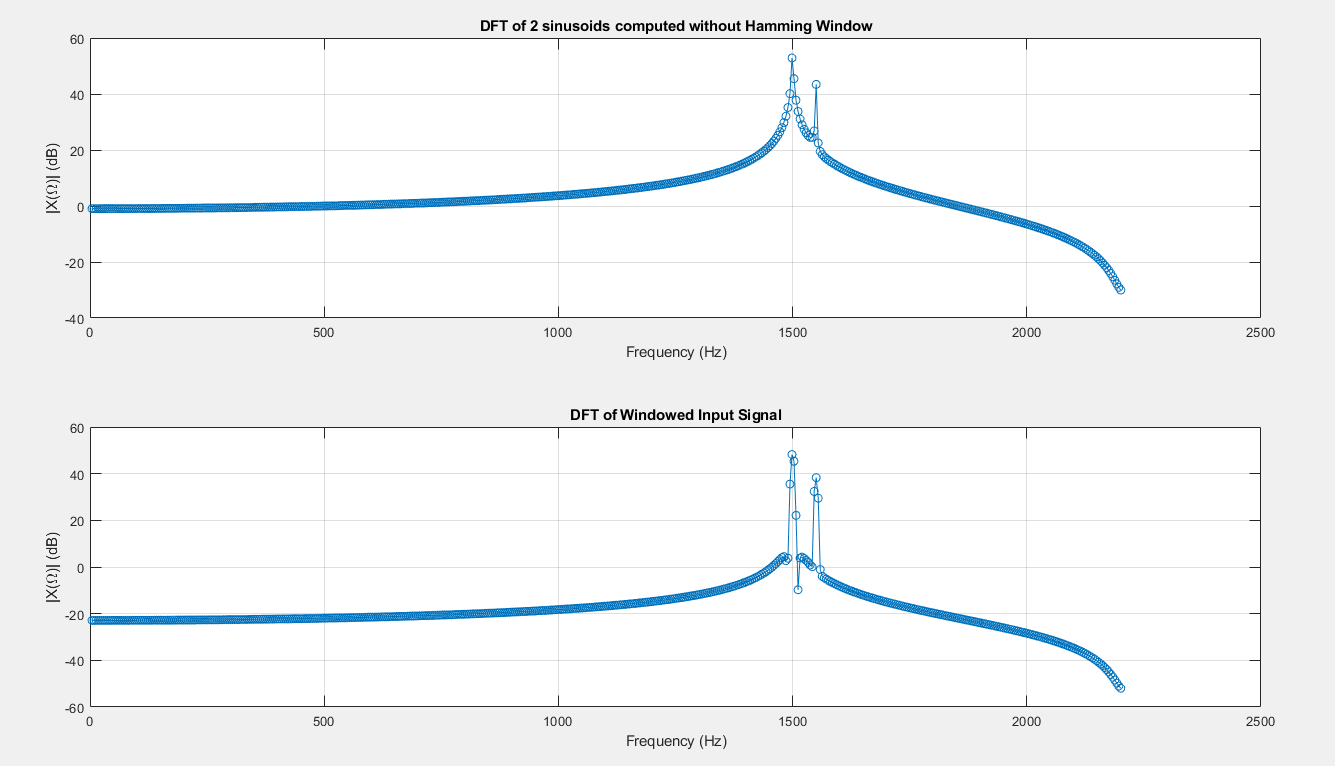 DFT of 2 sinusoids computed without Hamming Window
60
40
20
0
-20
-40
|X(Ω)| (dB)
0 500 1000 1500 2000 2500
Frequency (Hz)
DFT of Windowed Input Signal
60
40
20
0
-20
-40
-60
|X(Ω)| (dB)
0 500 1000 1500 2000 2500
Frequency (Hz)